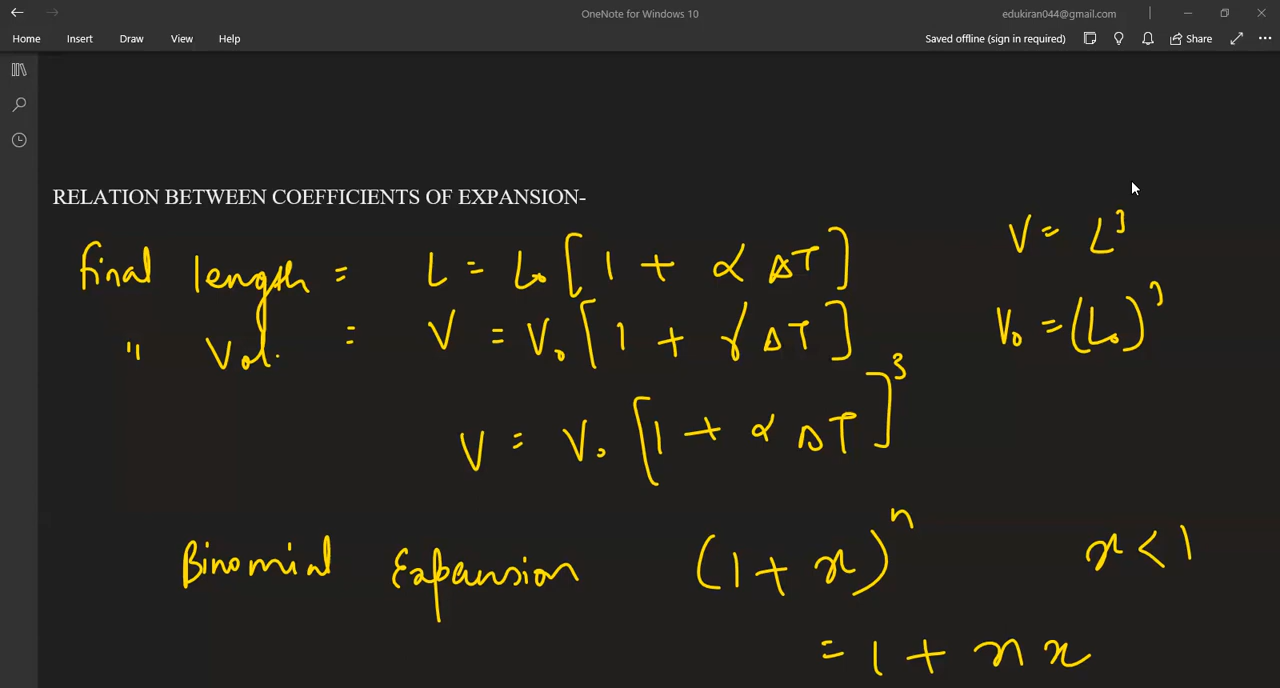 OneNote for Windows 10
edukiran044@gmail.com
Home Insert Draw View Help
Saved offline (sign in required)
Share
RELATION BETWEEN COEFFICIENTS OF EXPANSION-
final length = L = L₀ [1 + α ΔT]
V = L³
" Vol. = V = V₀ [1 + γ ΔT]
V₀ = (L₀)³
V = V₀ [1 + α ΔT]³
Binomial Expansion (1 + x)ⁿ x < 1
= 1 + n x